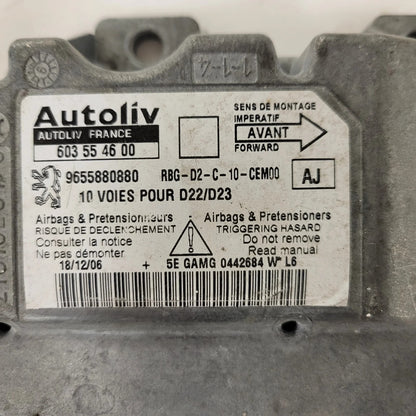 1-1-4
Autoliv
AUTOLIV FRANCE
603 55 46 00
SENS DE MONTAGE
IMPERATIF
AVANT
FORWARD
9655880880 RBG-D2-C-10-CEM00 AJ
10 VOIES POUR D22/D23
Airbags & Pretensionneurs
RISQUE DE DECLENCHEMENT
Consulter la notice
Ne pas démonter
Airbags & Pretensioners
TRIGGERING HASARD
Do not remove
Read manual
18/12/06 + 5E GAMG 0442684 W" L6